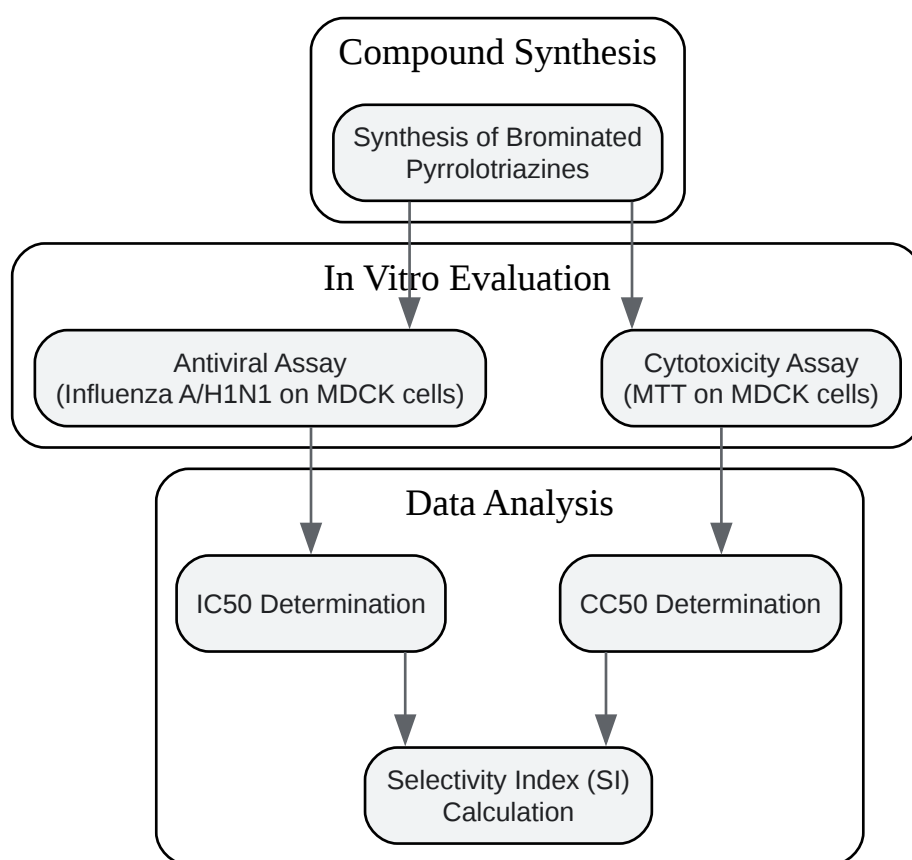 Compound Synthesis
Synthesis of Brominated
Pyrrolotriazines
In Vitro Evaluation
Antiviral Assay
(Influenza A/H1N1 on MDCK cells)
Cytotoxicity Assay
(MTT on MDCK cells)
Data Analysis
IC50 Determination
CC50 Determination
Selectivity Index (SI)
Calculation